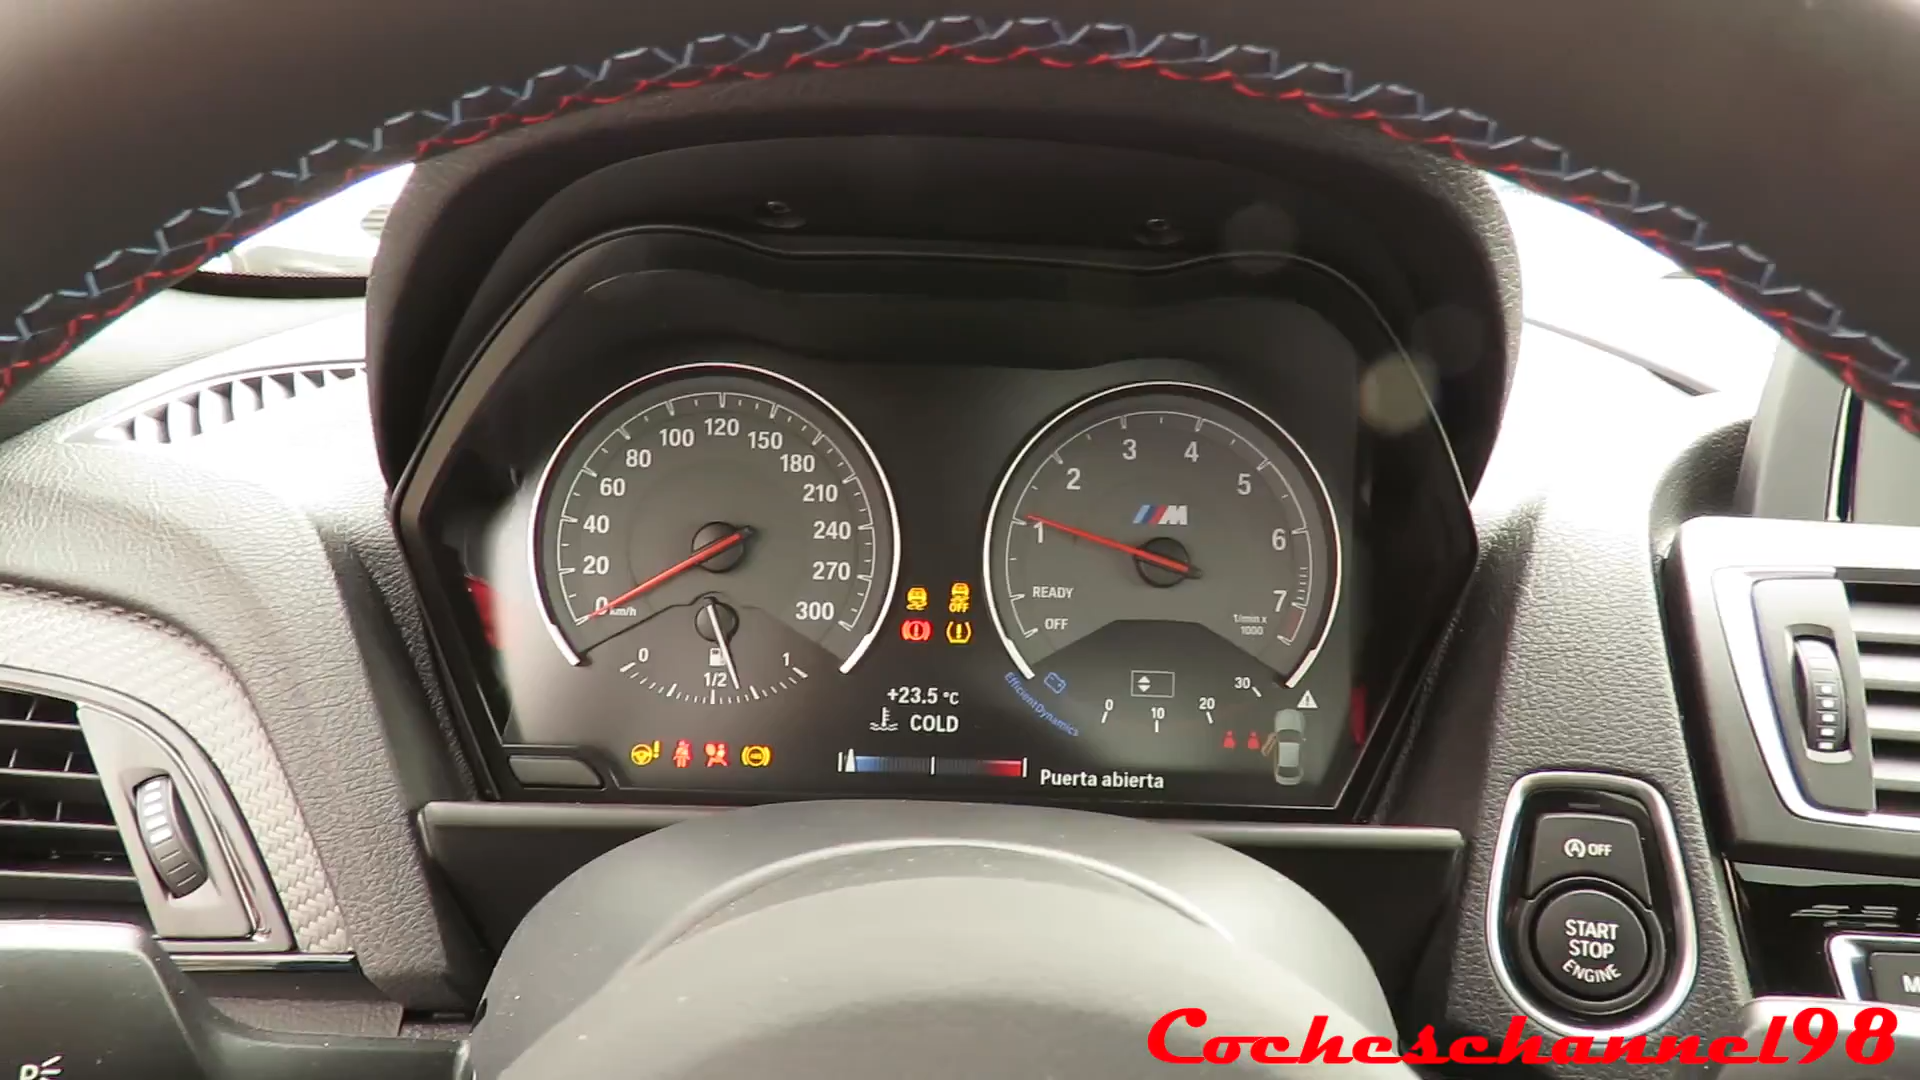 0
20
40
60
80
100
120
150
180
210
240
270
300
km/h
0
1/2
1
+23.5 °C
COLD
OFF
1
2
3
4
5
6
7
1/min x
1000
READY
OFF
M
EfficientDynamics
0
10
20
30
Puerta abierta
A OFF
START
STOP
ENGINE
M
P
Cocheschannel98